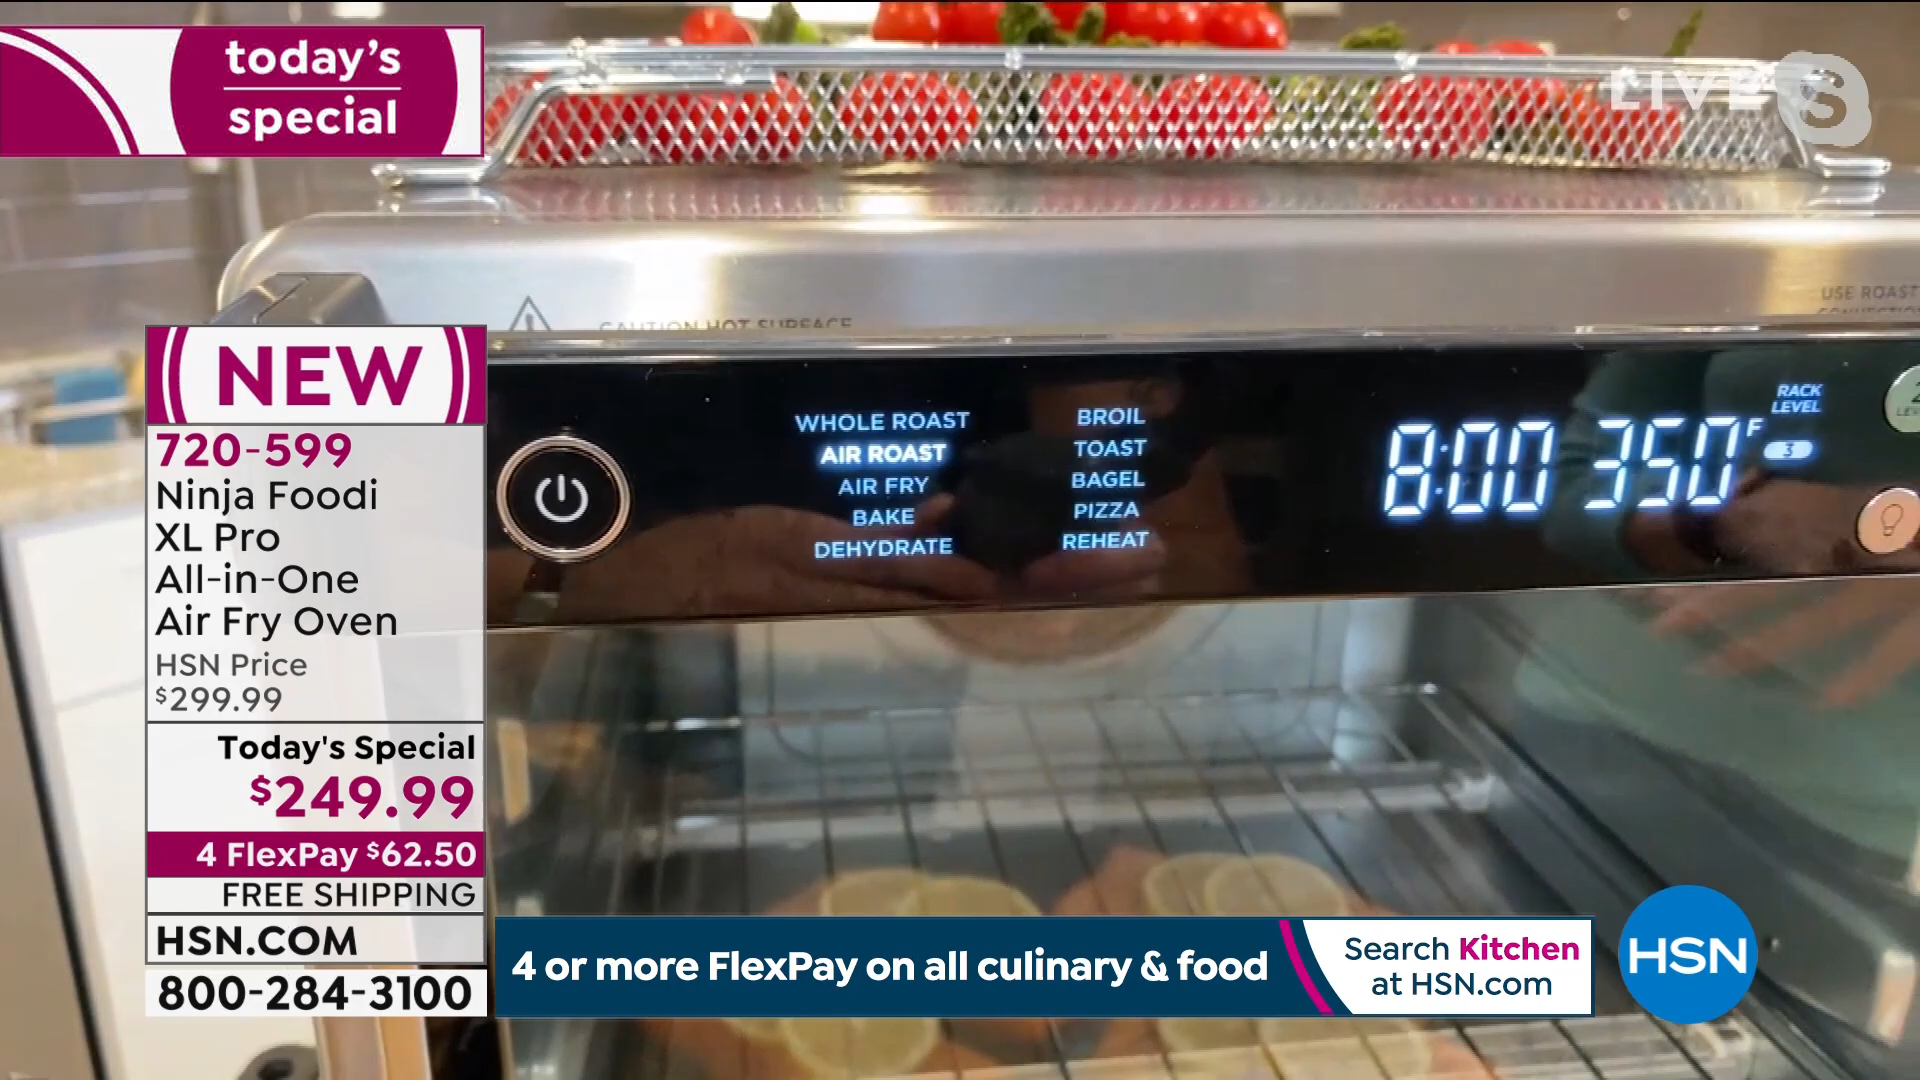 today's
special
LIVE
CAUTION HOT SURFACE
USE ROAST
NEW
720-599
Ninja Foodi
XL Pro
All-in-One
Air Fry Oven
HSN Price
$299.99
Today's Special
$249.99
4 FlexPay $62.50
FREE SHIPPING
HSN.COM
800-284-3100
WHOLE ROAST
AIR ROAST
AIR FRY
BAKE
DEHYDRATE
BROIL
TOAST
BAGEL
PIZZA
REHEAT
8:00 350 F
RACK
LEVEL
3
4 or more FlexPay on all culinary & food
Search Kitchen
at HSN.com
HSN